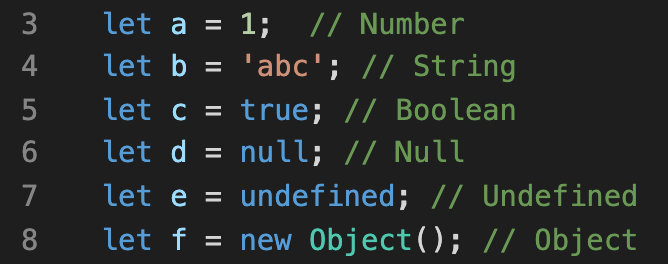 3 let a = 1;  // Number
4 let b = 'abc'; // String
5 let c = true; // Boolean
6 let d = null; // Null
7 let e = undefined; // Undefined
8 let f = new Object(); // Object